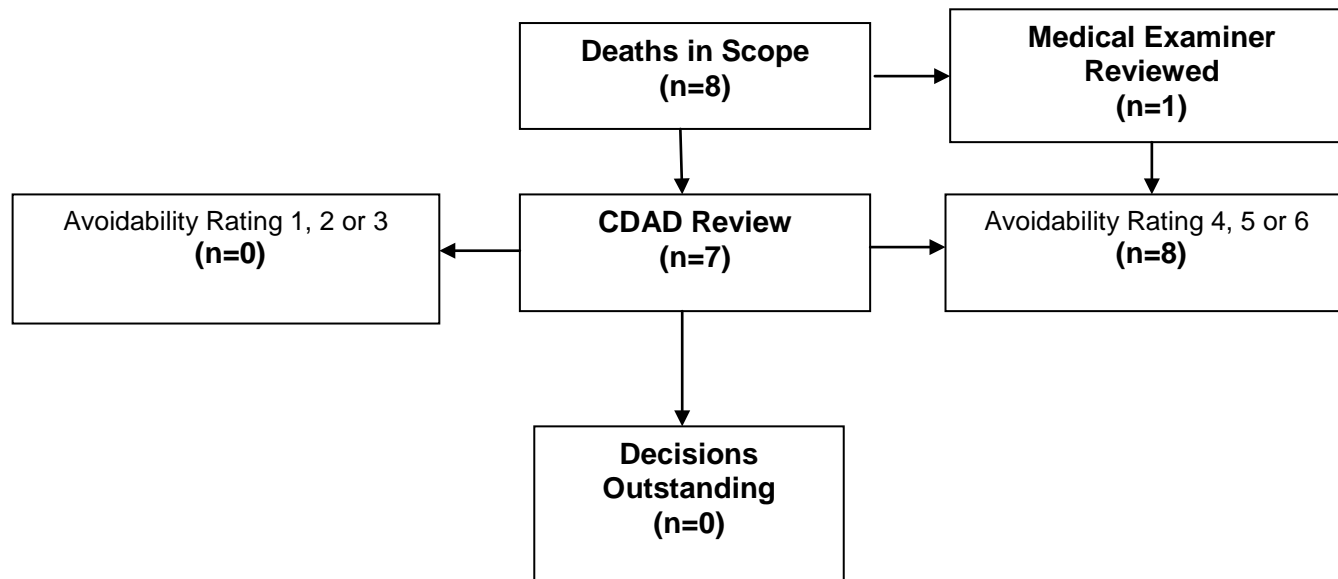 Deaths in Scope
(n=8)
Medical Examiner
Reviewed
(n=1)
Avoidability Rating 1, 2 or 3
(n=0)
CDAD Review
(n=7)
Avoidability Rating 4, 5 or 6
(n=8)
Decisions
Outstanding
(n=0)